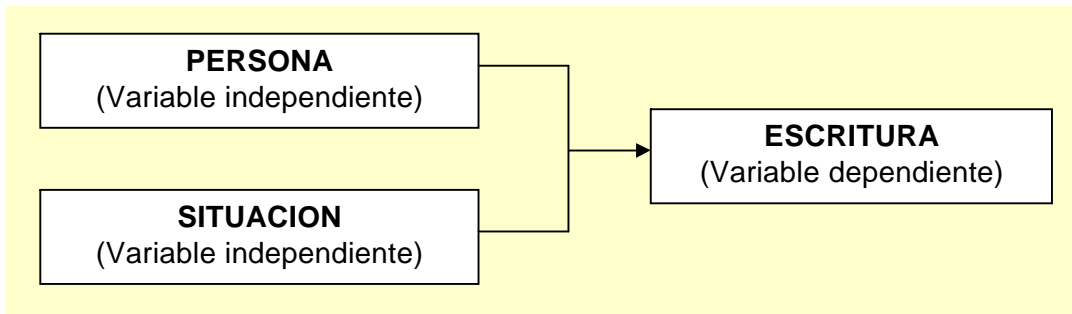 PERSONA
(Variable independiente)
SITUACION
(Variable independiente)
ESCRITURA
(Variable dependiente)